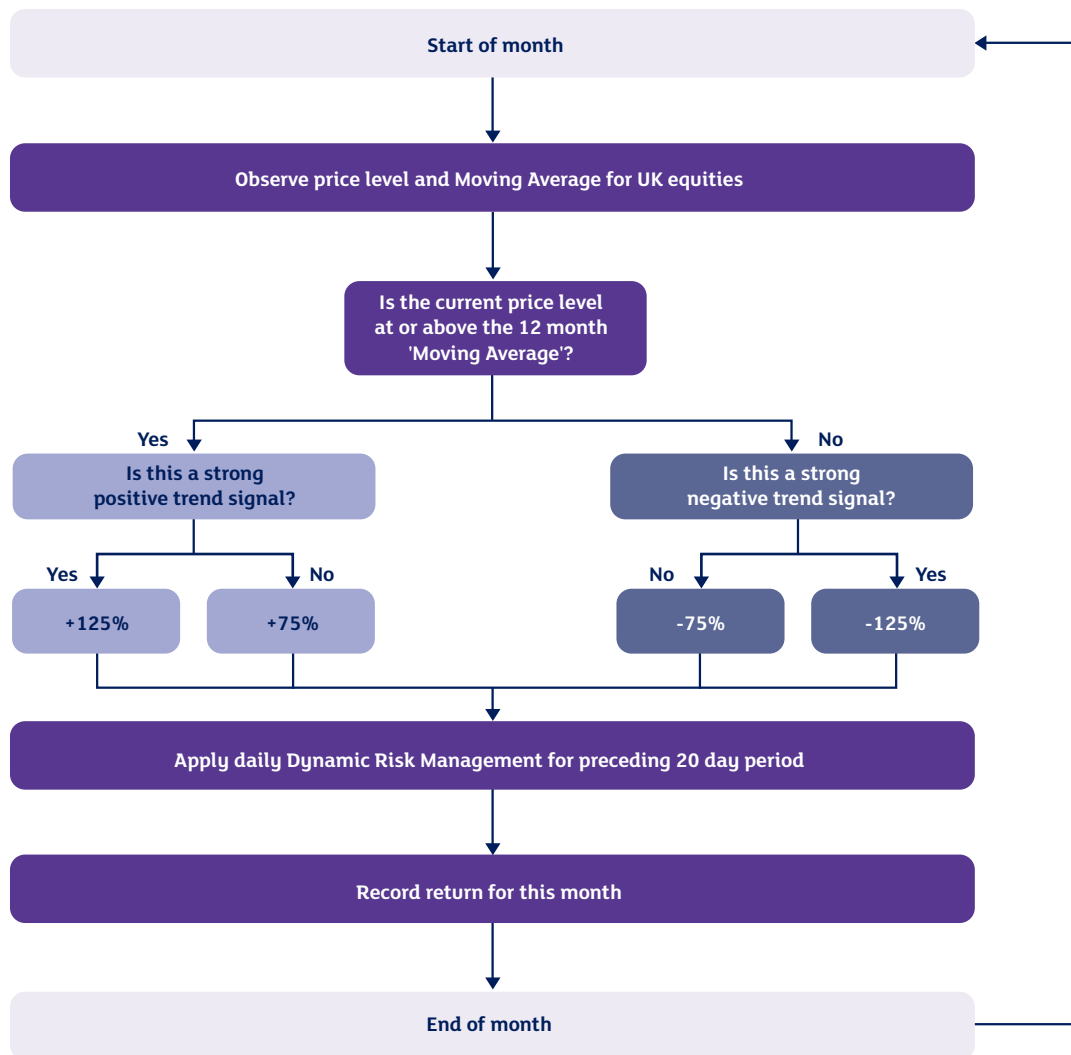 Start of month
Observe price level and Moving Average for UK equities
Is the current price level
at or above the 12 month
'Moving Average'?
Yes
No
Is this a strong
positive trend signal?
Is this a strong
negative trend signal?
Yes
No
No
Yes
+125%
+75%
-75%
-125%
Apply daily Dynamic Risk Management for preceding 20 day period
Record return for this month
End of month